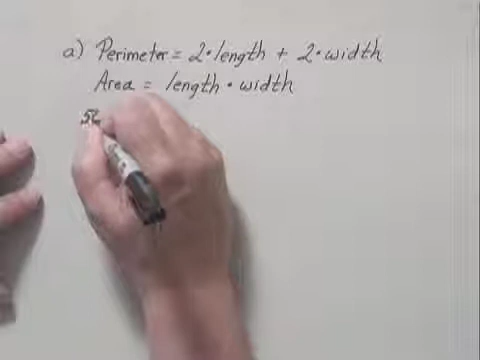 a) Perimeter = 2·length + 2·width
Area = length · width